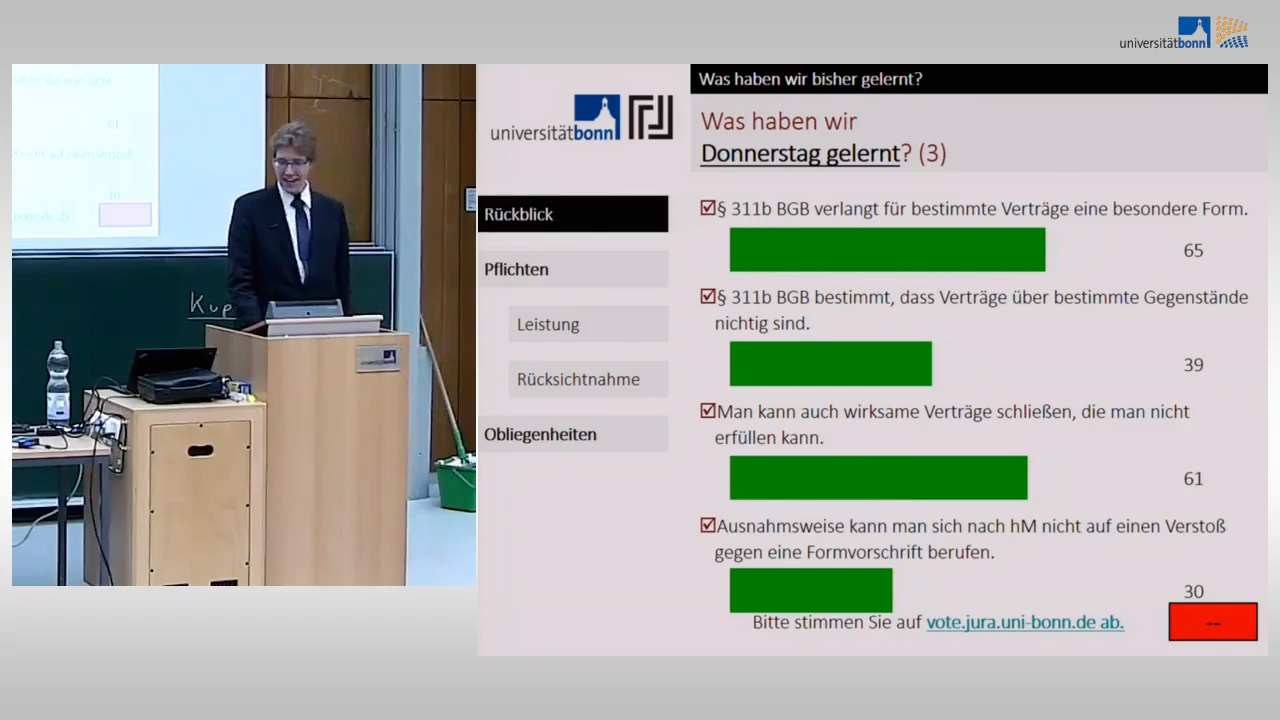 universitätbonn
Was haben wir bisher gelernt?
universitätbonn
Was haben wir
Donnerstag gelernt? (3)
Rückblick
Pflichten
Leistung
Rücksichtnahme
Obliegenheiten
§ 311b BGB verlangt für bestimmte Verträge eine besondere Form.
65
§ 311b BGB bestimmt, dass Verträge über bestimmte Gegenstände
nichtig sind.
39
Man kann auch wirksame Verträge schließen, die man nicht
erfüllen kann.
61
Ausnahmsweise kann man sich nach hM nicht auf einen Verstoß
gegen eine Formvorschrift berufen.
30
Bitte stimmen Sie auf vote.jura.uni-bonn.de ab.
--
Kup
universitätbonn